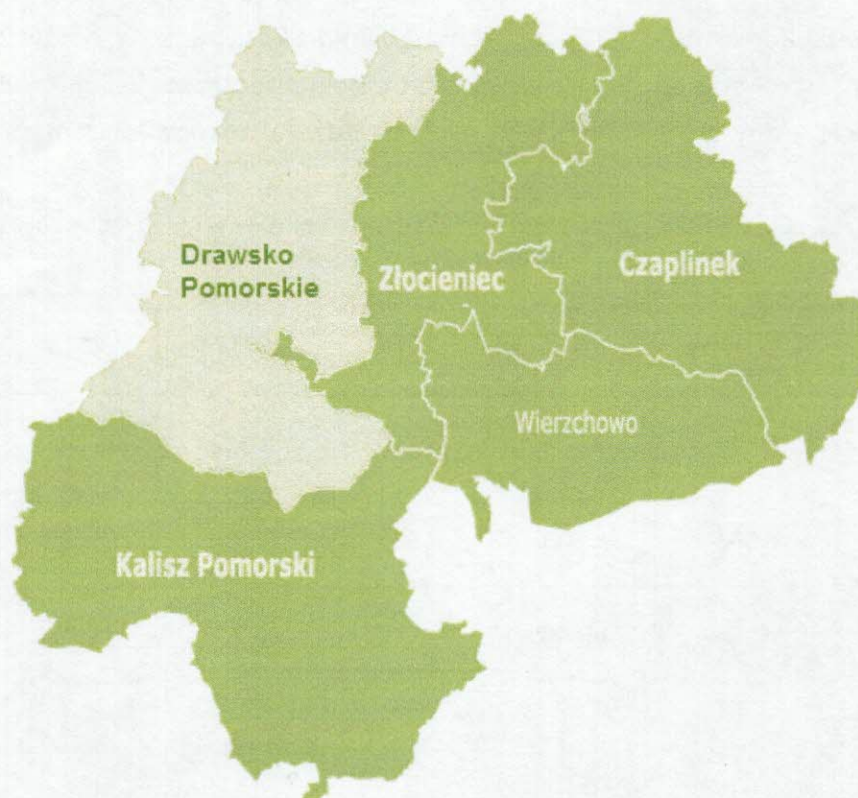 Drawsko
Pomorskie
Złocieniec
Czaplinek
Wierzchowo
Kalisz Pomorski